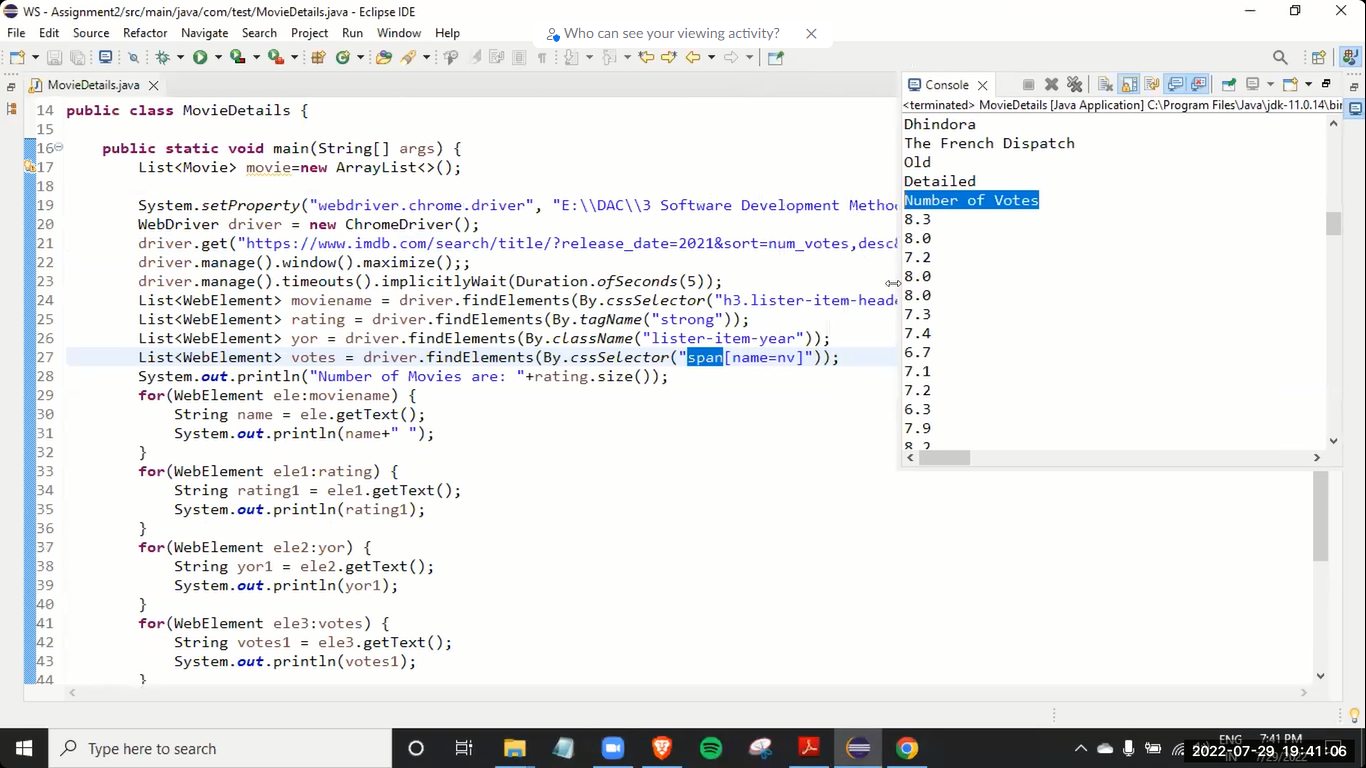 WS - Assignment2/src/main/java/com/test/MovieDetails.java - Eclipse IDE
File Edit Source Refactor Navigate Search Project Run Window Help
Who can see your viewing activity?
MovieDetails.java
14 public class MovieDetails {
15
16 public static void main(String[] args) {
17 List<Movie> movie=new ArrayList<>();
18
19 System.setProperty("webdriver.chrome.driver", "E:\\DAC\\3 Software Development Metho
20 WebDriver driver = new ChromeDriver();
21 driver.get("https://www.imdb.com/search/title/?release_date=2021&sort=num_votes,desc&
22 driver.manage().window().maximize();;
23 driver.manage().timeouts().implicitlyWait(Duration.ofSeconds(5));
24 List<WebElement> moviename = driver.findElements(By.cssSelector("h3.lister-item-heade
25 List<WebElement> rating = driver.findElements(By.tagName("strong"));
26 List<WebElement> yor = driver.findElements(By.className("lister-item-year"));
27 List<WebElement> votes = driver.findElements(By.cssSelector("span[name=nv]"));
28 System.out.println("Number of Movies are: "+rating.size());
29 for(WebElement ele:moviename) {
30 String name = ele.getText();
31 System.out.println(name+" ");
32 }
33 for(WebElement ele1:rating) {
34 String rating1 = ele1.getText();
35 System.out.println(rating1);
36 }
37 for(WebElement ele2:yor) {
38 String yor1 = ele2.getText();
39 System.out.println(yor1);
40 }
41 for(WebElement ele3:votes) {
42 String votes1 = ele3.getText();
43 System.out.println(votes1);
44 }
Console
<terminated> MovieDetails [Java Application] C:\Program Files\Java\jdk-11.0.14\bin
Dhindora
The French Dispatch
Old
Detailed
Number of Votes
8.3
8.0
7.2
8.0
8.0
7.3
7.4
6.7
7.1
7.2
6.3
7.9
8.2
Type here to search
ENG
7:41 PM
2022-07-29, 19:41:06